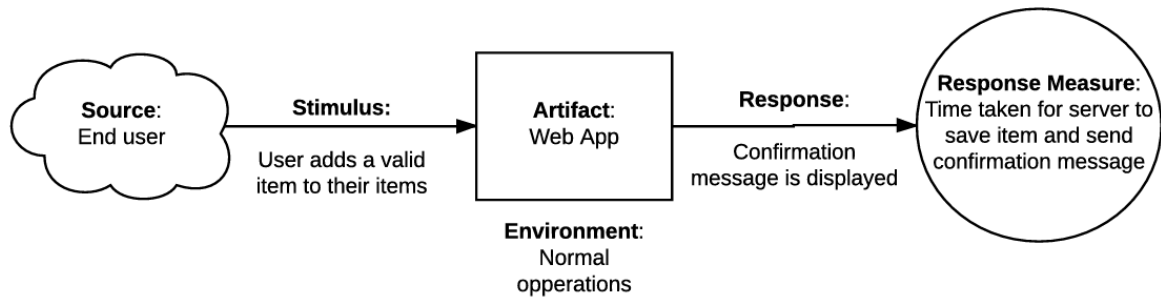 Source:
End user
Stimulus:
User adds a valid
item to their items
Artifact:
Web App
Environment:
Normal
opperations
Response:
Confirmation
message is displayed
Response Measure:
Time taken for server to
save item and send
confirmation message